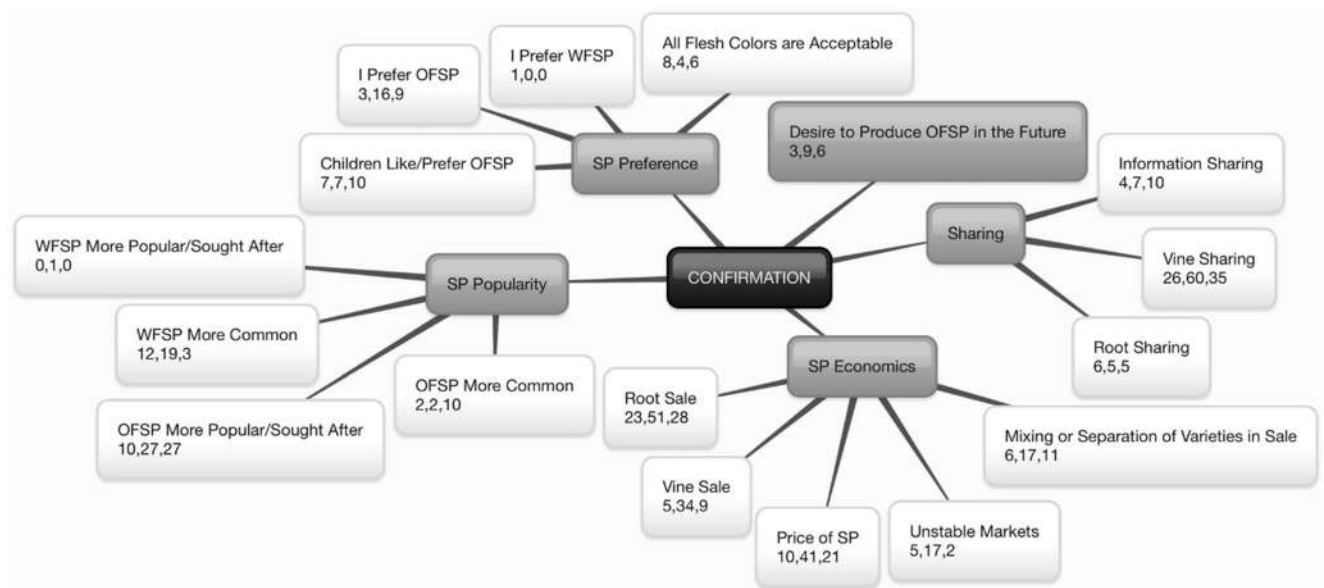 All Flesh Colors are Acceptable
8,4,6
I Prefer WFSP
1,0,0
I Prefer OFSP
3,16,9
Desire to Produce OFSP in the Future
3,9,6
SP Preference
Children Like/Prefer OFSP
7,7,10
Information Sharing
4,7,10
Sharing
WFSP More Popular/Sought After
0,1,0
SP Popularity
CONFIRMATION
Vine Sharing
26,60,35
WFSP More Common
12,19,3
Root Sharing
6,5,5
SP Economics
OFSP More Common
2,2,10
Root Sale
23,51,28
OFSP More Popular/Sought After
10,27,27
Mixing or Separation of Varieties in Sale
6,17,11
Vine Sale
5,34,9
Price of SP
10,41,21
Unstable Markets
5,17,2